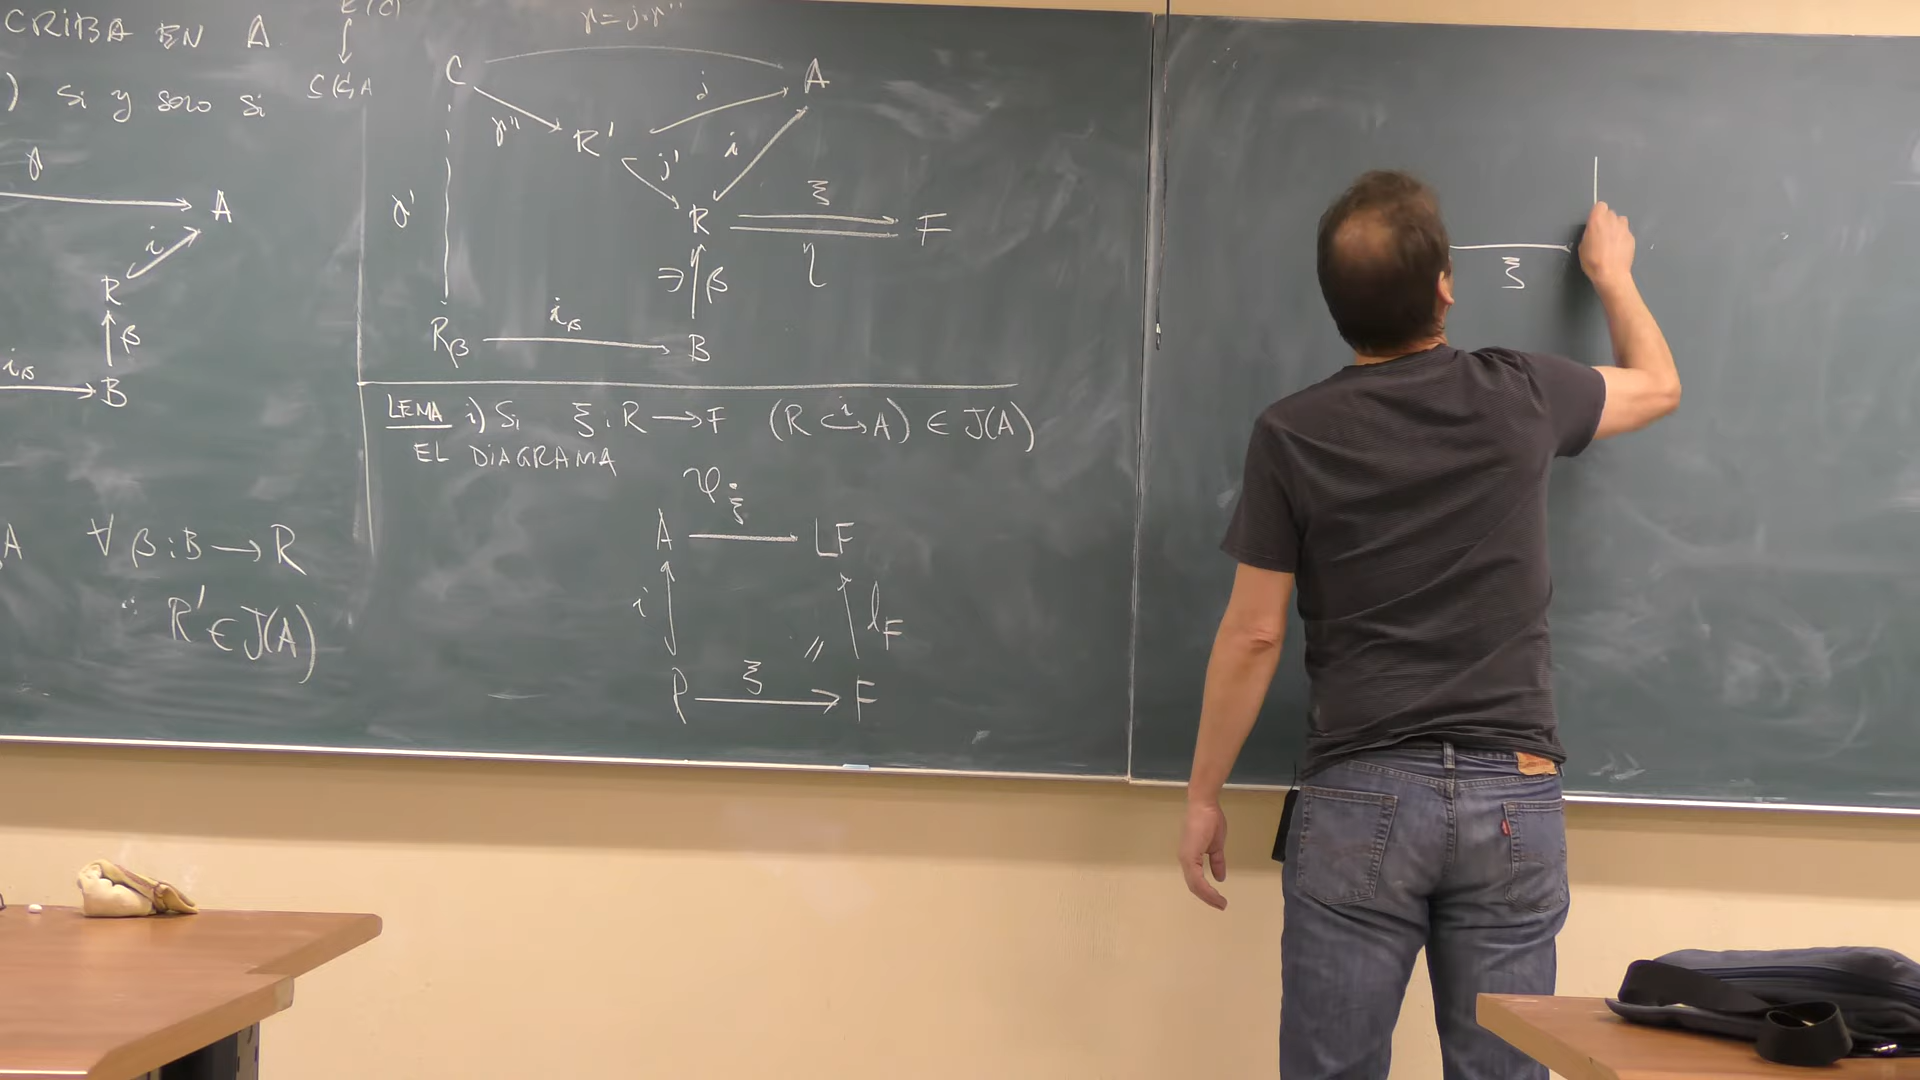 CRIBA EN A
) Si y solo si
γ
A
i
R
β
i_β
B
A ∀ β : B → R
∴ R' ∈ J(A)
γ = j·γ''
C
A
γ''
R'
j
j'
i
γ'
R
ξ
η
F
∋
β
R_β
i_β
B
LEMA i) Si ξ : R → F (R ↪ A) ∈ J(A)
i
EL DIAGRAMA
φ_ξ
A → LF
i
//
l_F
R
ξ
F
ξ